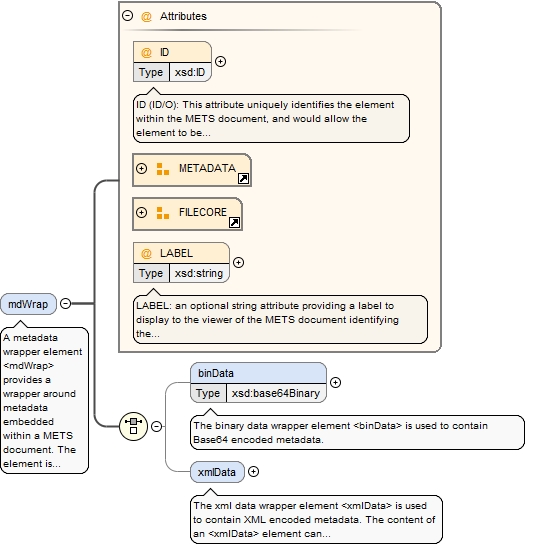 Attributes
ID
Type xsd:ID
ID (ID/O): This attribute uniquely identifies the element
within the METS document, and would allow the
element to be...
METADATA
FILECORE
LABEL
Type xsd:string
LABEL: an optional string attribute providing a label to
display to the viewer of the METS document identifying
the...
mdWrap
A metadata
wrapper element
<mdWrap>
provides a
wrapper around
metadata
embedded
within a METS
document. The
element is...
binData
Type xsd:base64Binary
The binary data wrapper element <binData> is used to contain
Base64 encoded metadata.
xmlData
The xml data wrapper element <xmlData> is used
to contain XML encoded metadata. The content of
an <xmlData> element can...